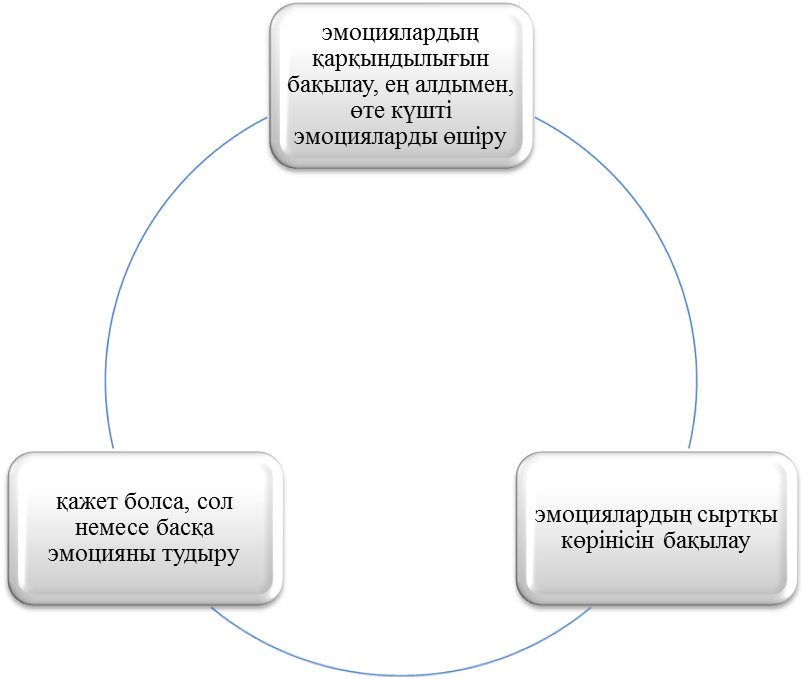 эмоциялардың
қарқындылығын
бақылау, ең алдымен,
өте күшті
эмоцияларды өшіру
қажет болса, сол
немесе басқа
эмоцияны тудыру
эмоциялардың сыртқы
көрінісін бақылау